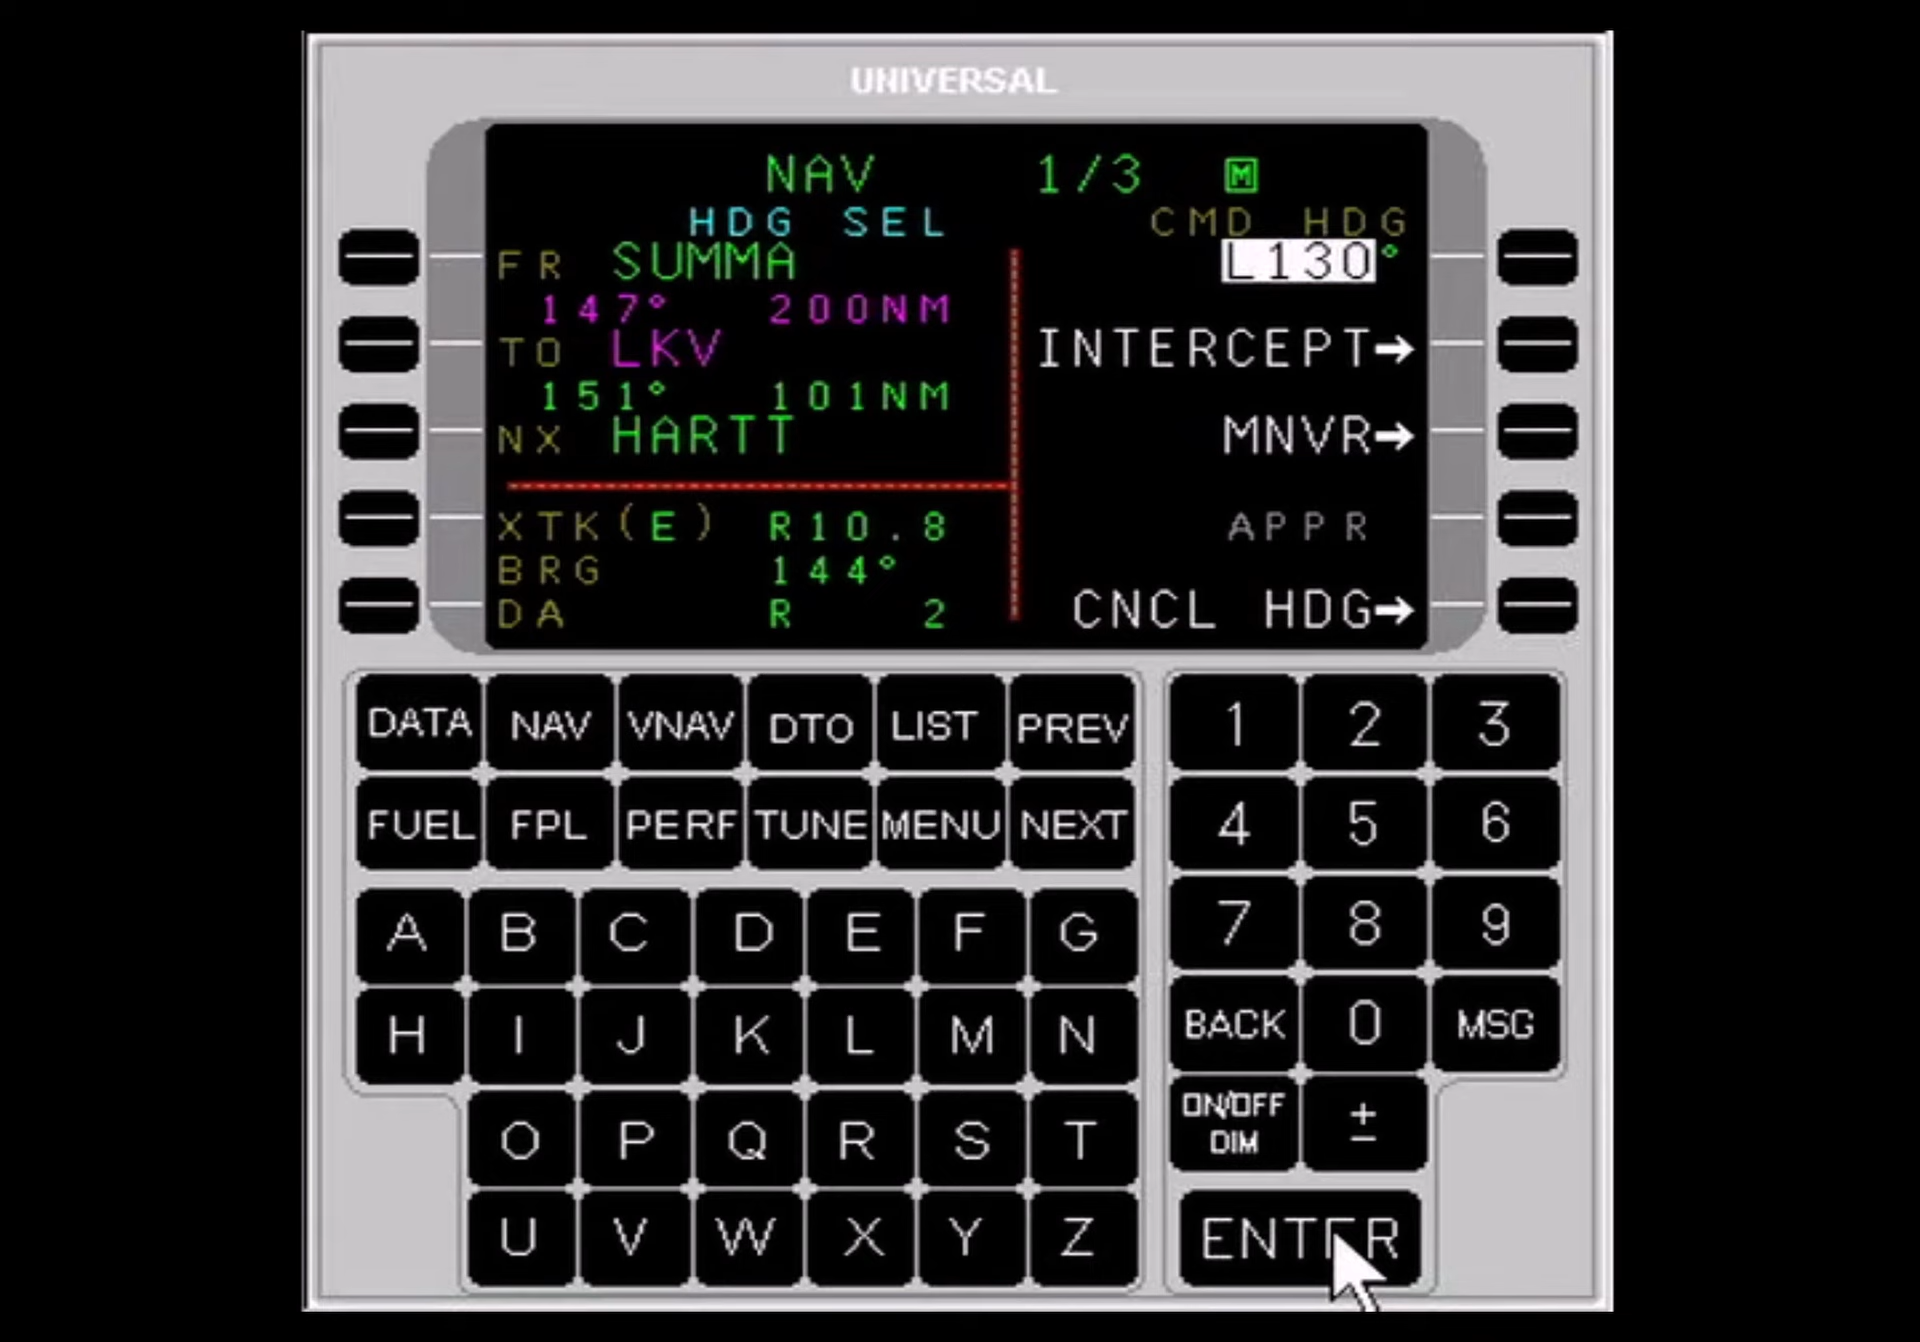 UNIVERSAL
NAV 1/3 M
HDG SEL CMD HDG
FR SUMMA L130°
147° 200NM
TO LKV INTERCEPT→
151° 101NM
NX HARTT MNVR→
XTK(E) R10.8 APPR
BRG 144°
DA R 2 CNCL HDG→
DATA NAV VNAV DTO LIST PREV 1 2 3
FUEL FPL PERF TUNE MENU NEXT 4 5 6
A B C D E F G 7 8 9
H I J K L M N BACK 0 MSG
O P Q R S T ON/OFF DIM ±
U V W X Y Z ENTER